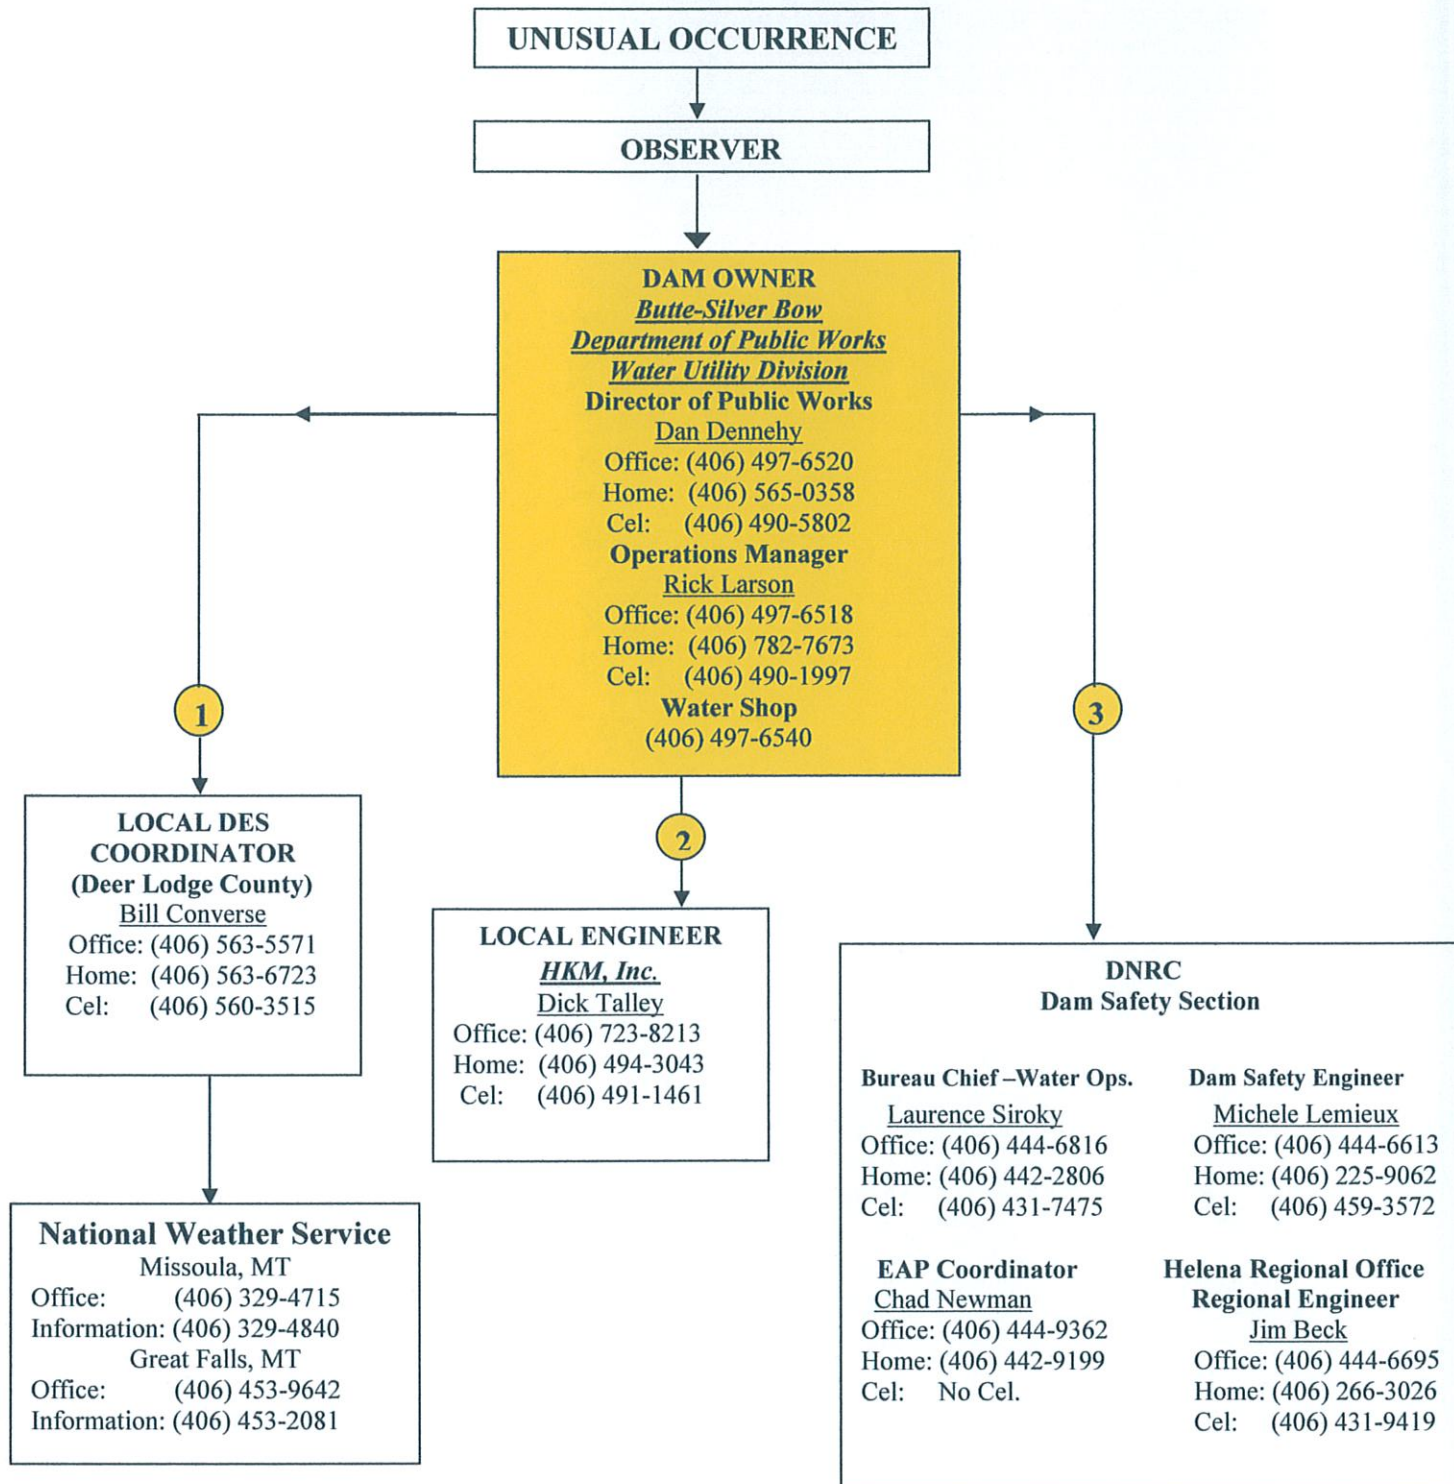 UNUSUAL OCCURRENCE
OBSERVER
DAM OWNER
Butte-Silver Bow
Department of Public Works
Water Utility Division
Director of Public Works
Dan Dennehy
Office: (406) 497-6520
Home: (406) 565-0358
Cel: (406) 490-5802
Operations Manager
Rick Larson
Office: (406) 497-6518
Home: (406) 782-7673
Cel: (406) 490-1997
Water Shop
(406) 497-6540
1
2
3
LOCAL DES
COORDINATOR
(Deer Lodge County)
Bill Converse
Office: (406) 563-5571
Home: (406) 563-6723
Cel: (406) 560-3515
LOCAL ENGINEER
HKM, Inc.
Dick Talley
Office: (406) 723-8213
Home: (406) 494-3043
Cel: (406) 491-1461
DNRC
Dam Safety Section
Bureau Chief –Water Ops.
Laurence Siroky
Office: (406) 444-6816
Home: (406) 442-2806
Cel: (406) 431-7475
Dam Safety Engineer
Michele Lemieux
Office: (406) 444-6613
Home: (406) 225-9062
Cel: (406) 459-3572
EAP Coordinator
Chad Newman
Office: (406) 444-9362
Home: (406) 442-9199
Cel: No Cel.
Helena Regional Office
Regional Engineer
Jim Beck
Office: (406) 444-6695
Home: (406) 266-3026
Cel: (406) 431-9419
National Weather Service
Missoula, MT
Office: (406) 329-4715
Information: (406) 329-4840
Great Falls, MT
Office: (406) 453-9642
Information: (406) 453-2081